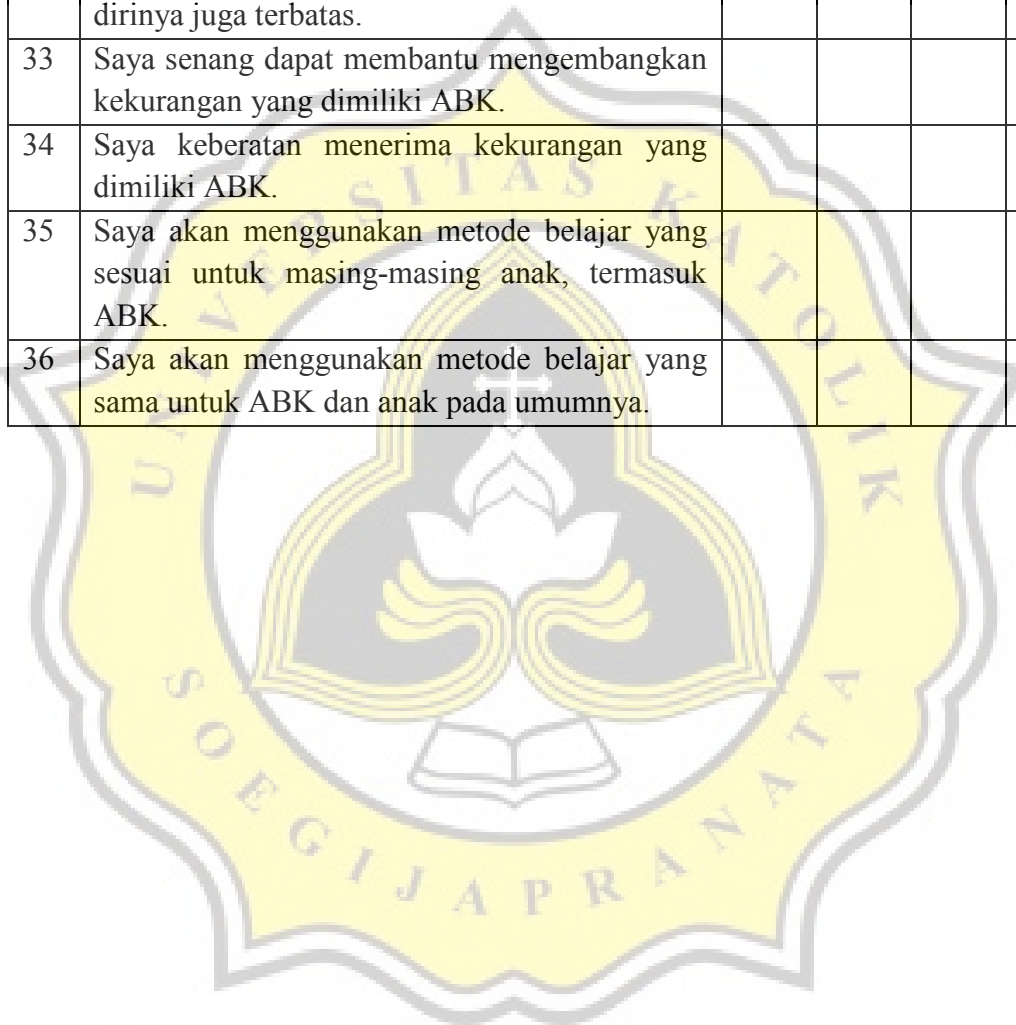 dirinya juga terbatas.
33 Saya senang dapat membantu mengembangkan
kekurangan yang dimiliki ABK.
34 Saya keberatan menerima kekurangan yang
dimiliki ABK.
35 Saya akan menggunakan metode belajar yang
sesuai untuk masing-masing anak, termasuk
ABK.
36 Saya akan menggunakan metode belajar yang
sama untuk ABK dan anak pada umumnya.
UNIVERSITAS KATOLIK
SOEGIJAPRANATA